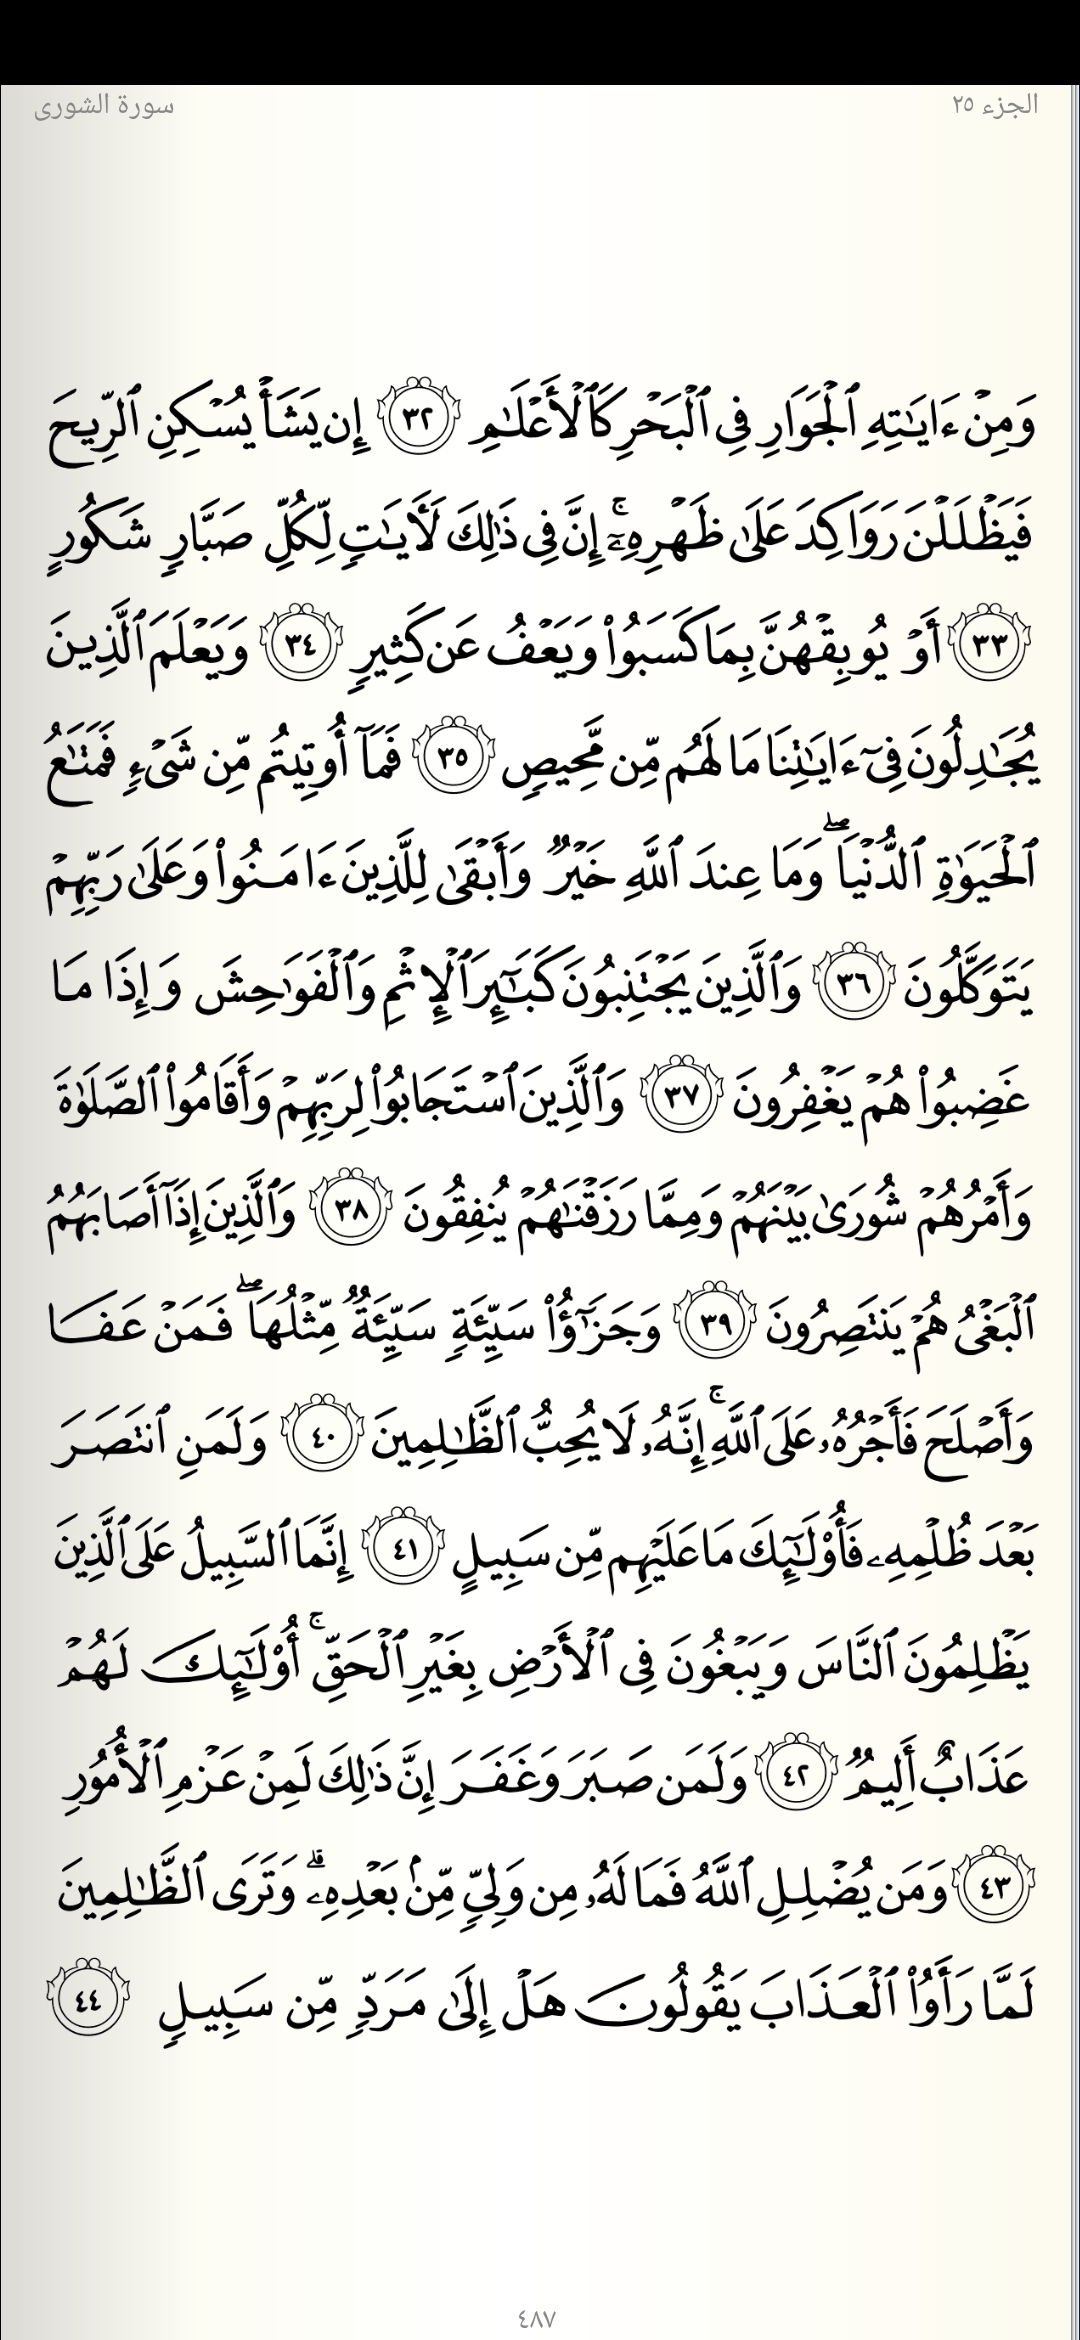 الجزء ٢٥
سورة الشورى
وَمِنْ ءَايَٰتِهِ ٱلْجَوَارِ فِى ٱلْبَحْرِ كَٱلْأَعْلَٰمِ ٣٢ إِن يَشَأْ يُسْكِنِ ٱلرِّيحَ
فَيَظْلَلْنَ رَوَاكِدَ عَلَىٰ ظَهْرِهِۦٓ ۚ إِنَّ فِى ذَٰلِكَ لَءَايَٰتٍ لِّكُلِّ صَبَّارٍ شَكُورٍ
٣٣ أَوْ يُوبِقْهُنَّ بِمَا كَسَبُوا۟ وَيَعْفُ عَن كَثِيرٍ ٣٤ وَيَعْلَمَ ٱلَّذِينَ
يُجَٰدِلُونَ فِىٓ ءَايَٰتِنَا مَا لَهُم مِّن مَّحِيصٍ ٣٥ فَمَآ أُوتِيتُم مِّن شَىْءٍ فَمَتَٰعُ
ٱلْحَيَوٰةِ ٱلدُّنْيَا ۖ وَمَا عِندَ ٱللَّهِ خَيْرٌ وَأَبْقَىٰ لِلَّذِينَ ءَامَنُوا۟ وَعَلَىٰ رَبِّهِمْ
يَتَوَكَّلُونَ ٣٦ وَٱلَّذِينَ يَجْتَنِبُونَ كَبَٰٓئِرَ ٱلْإِثْمِ وَٱلْفَوَٰحِشَ وَإِذَا مَا
غَضِبُوا۟ هُمْ يَغْفِرُونَ ٣٧ وَٱلَّذِينَ ٱسْتَجَابُوا۟ لِرَبِّهِمْ وَأَقَامُوا۟ ٱلصَّلَوٰةَ
وَأَمْرُهُمْ شُورَىٰ بَيْنَهُمْ وَمِمَّا رَزَقْنَٰهُمْ يُنفِقُونَ ٣٨ وَٱلَّذِينَ إِذَآ أَصَابَهُمُ
ٱلْبَغْىُ هُمْ يَنتَصِرُونَ ٣٩ وَجَزَٰٓؤُا۟ سَيِّئَةٍ سَيِّئَةٌ مِّثْلُهَا ۖ فَمَنْ عَفَا
وَأَصْلَحَ فَأَجْرُهُۥ عَلَى ٱللَّهِ ۚ إِنَّهُۥ لَا يُحِبُّ ٱلظَّٰلِمِينَ ٤٠ وَلَمَنِ ٱنتَصَرَ
بَعْدَ ظُلْمِهِۦ فَأُو۟لَٰٓئِكَ مَا عَلَيْهِم مِّن سَبِيلٍ ٤١ إِنَّمَا ٱلسَّبِيلُ عَلَى ٱلَّذِينَ
يَظْلِمُونَ ٱلنَّاسَ وَيَبْغُونَ فِى ٱلْأَرْضِ بِغَيْرِ ٱلْحَقِّ ۚ أُو۟لَٰٓئِكَ لَهُمْ
عَذَابٌ أَلِيمٌ ٤٢ وَلَمَن صَبَرَ وَغَفَرَ إِنَّ ذَٰلِكَ لَمِنْ عَزْمِ ٱلْأُمُورِ
٤٣ وَمَن يُضْلِلِ ٱللَّهُ فَمَا لَهُۥ مِن وَلِىٍّ مِّنۢ بَعْدِهِۦ ۗ وَتَرَى ٱلظَّٰلِمِينَ
لَمَّا رَأَوُا۟ ٱلْعَذَابَ يَقُولُونَ هَلْ إِلَىٰ مَرَدٍّ مِّن سَبِيلٍ ٤٤
٤٨٧